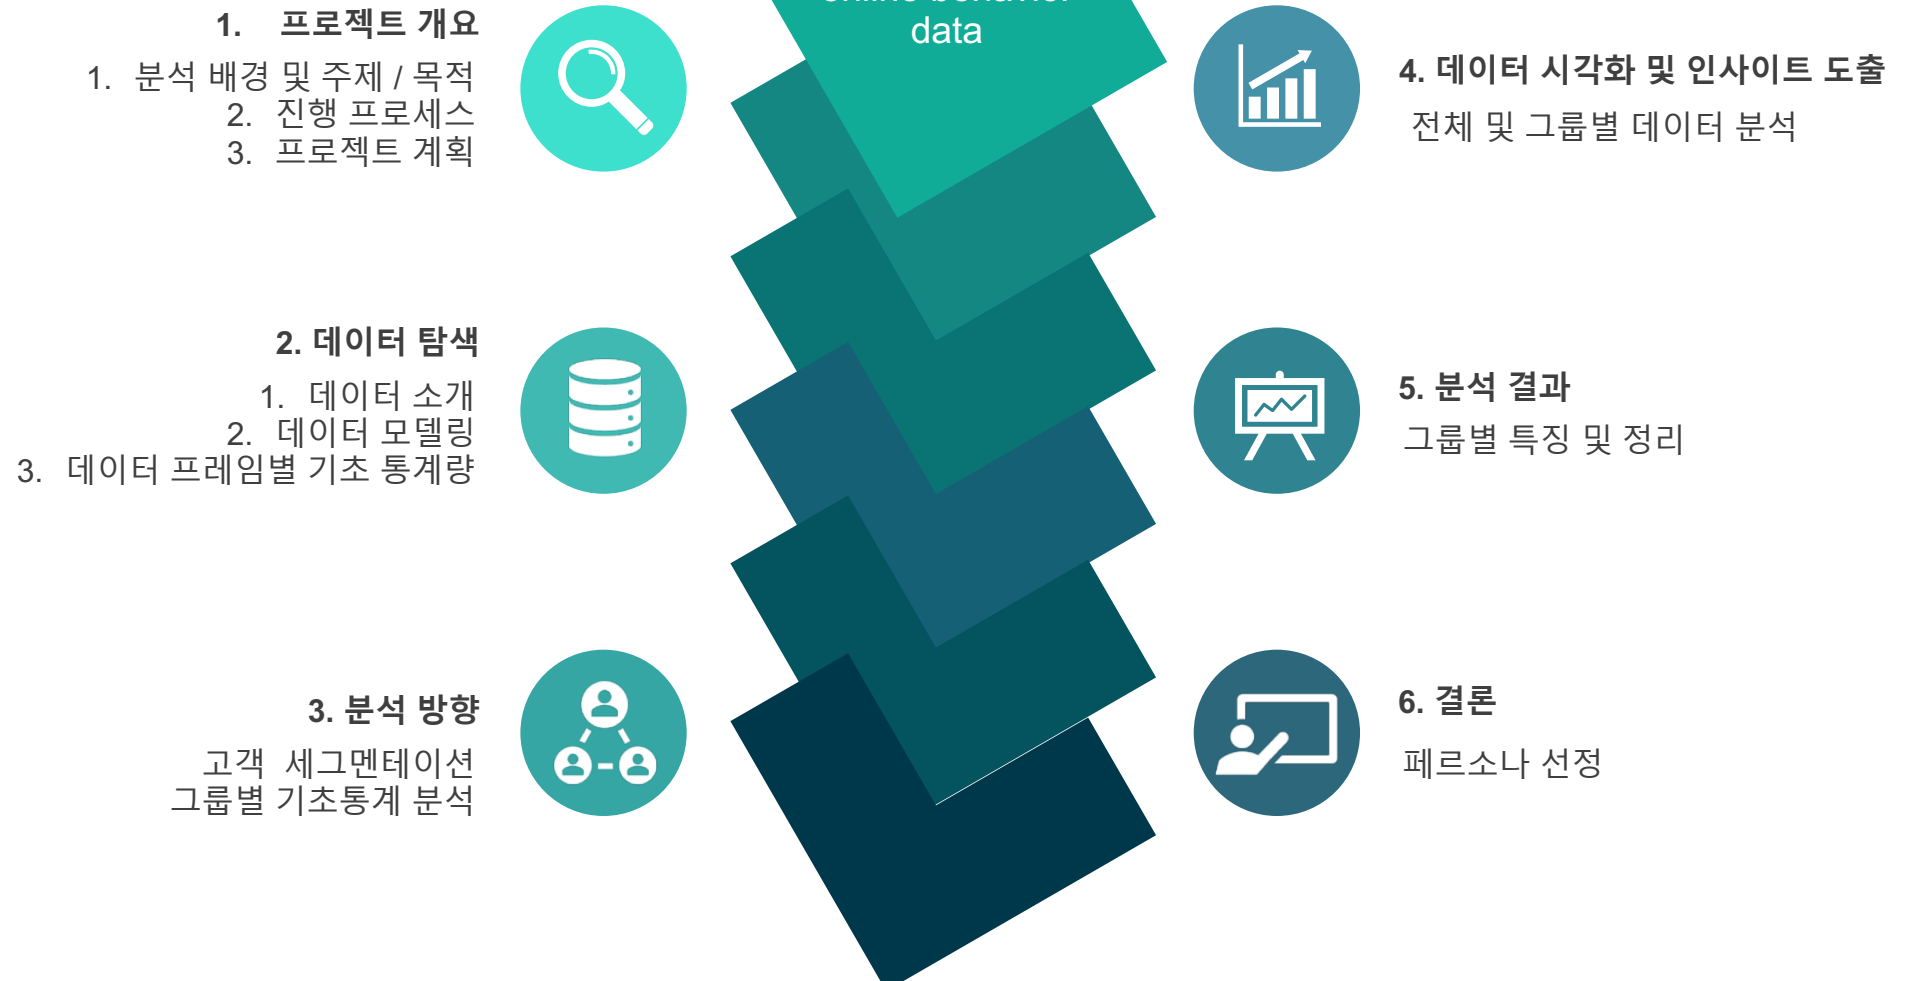 data
1. 프로젝트 개요
1. 분석 배경 및 주제 / 목적
2. 진행 프로세스
3. 프로젝트 계획
2. 데이터 탐색
1. 데이터 소개
2. 데이터 모델링
3. 데이터 프레임별 기초 통계량
3. 분석 방향
고객 세그멘테이션
그룹별 기초통계 분석
4. 데이터 시각화 및 인사이트 도출
전체 및 그룹별 데이터 분석
5. 분석 결과
그룹별 특징 및 정리
6. 결론
페르소나 선정